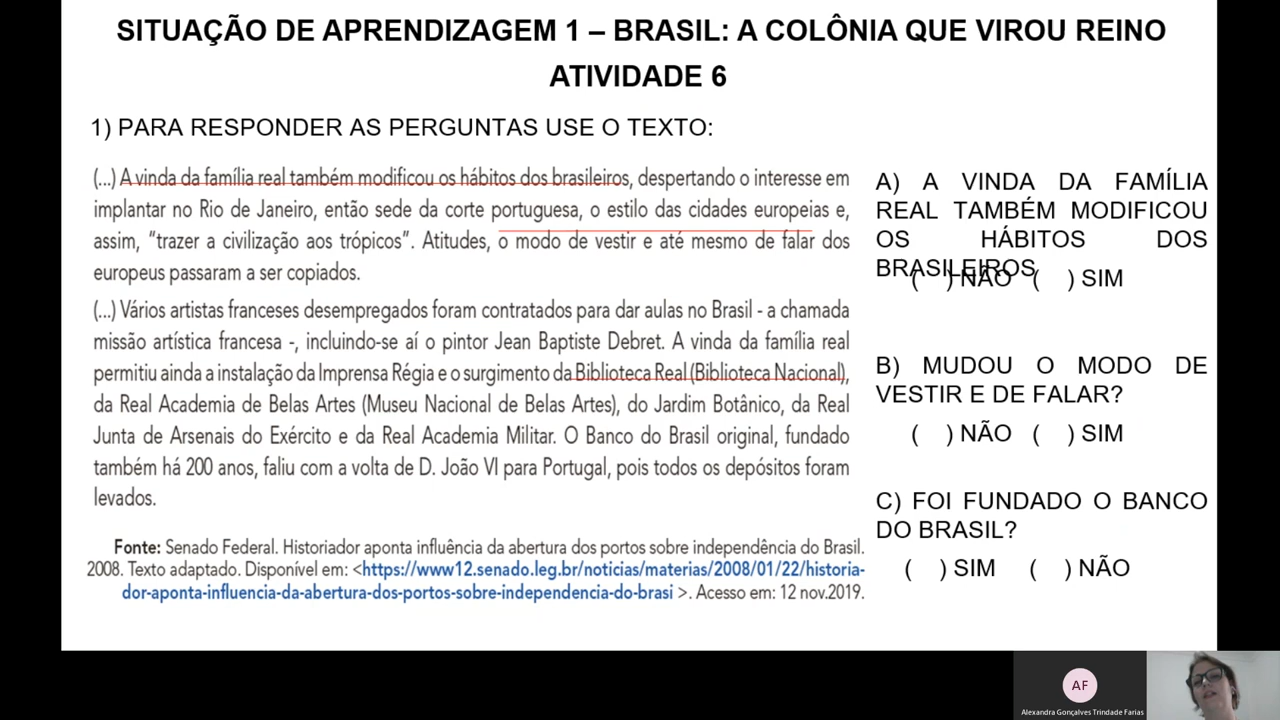 SITUAÇÃO DE APRENDIZAGEM 1 – BRASIL: A COLÔNIA QUE VIROU REINO
ATIVIDADE 6
1) PARA RESPONDER AS PERGUNTAS USE O TEXTO:
(...) A vinda da família real também modificou os hábitos dos brasileiros, despertando o interesse em
implantar no Rio de Janeiro, então sede da corte portuguesa, o estilo das cidades europeias e,
assim, “trazer a civilização aos trópicos”. Atitudes, o modo de vestir e até mesmo de falar dos
europeus passaram a ser copiados.
(...) Vários artistas franceses desempregados foram contratados para dar aulas no Brasil - a chamada
missão artística francesa -, incluindo-se aí o pintor Jean Baptiste Debret. A vinda da família real
permitiu ainda a instalação da Imprensa Régia e o surgimento da Biblioteca Real (Biblioteca Nacional),
da Real Academia de Belas Artes (Museu Nacional de Belas Artes), do Jardim Botânico, da Real
Junta de Arsenais do Exército e da Real Academia Militar. O Banco do Brasil original, fundado
também há 200 anos, faliu com a volta de D. João VI para Portugal, pois todos os depósitos foram
levados.
Fonte: Senado Federal. Historiador aponta influência da abertura dos portos sobre independência do Brasil.
2008. Texto adaptado. Disponível em: <https://www12.senado.leg.br/noticias/materias/2008/01/22/historia-
dor-aponta-influencia-da-abertura-dos-portos-sobre-independencia-do-brasi >. Acesso em: 12 nov.2019.
A) A VINDA DA FAMÍLIA
REAL TAMBÉM MODIFICOU
OS HÁBITOS DOS
BRASILEIROS
( ) NÃO ( ) SIM
B) MUDOU O MODO DE
VESTIR E DE FALAR?
( ) NÃO ( ) SIM
C) FOI FUNDADO O BANCO
DO BRASIL?
( ) SIM ( ) NÃO
AF
Alexandra Gonçalves Trindade Farias